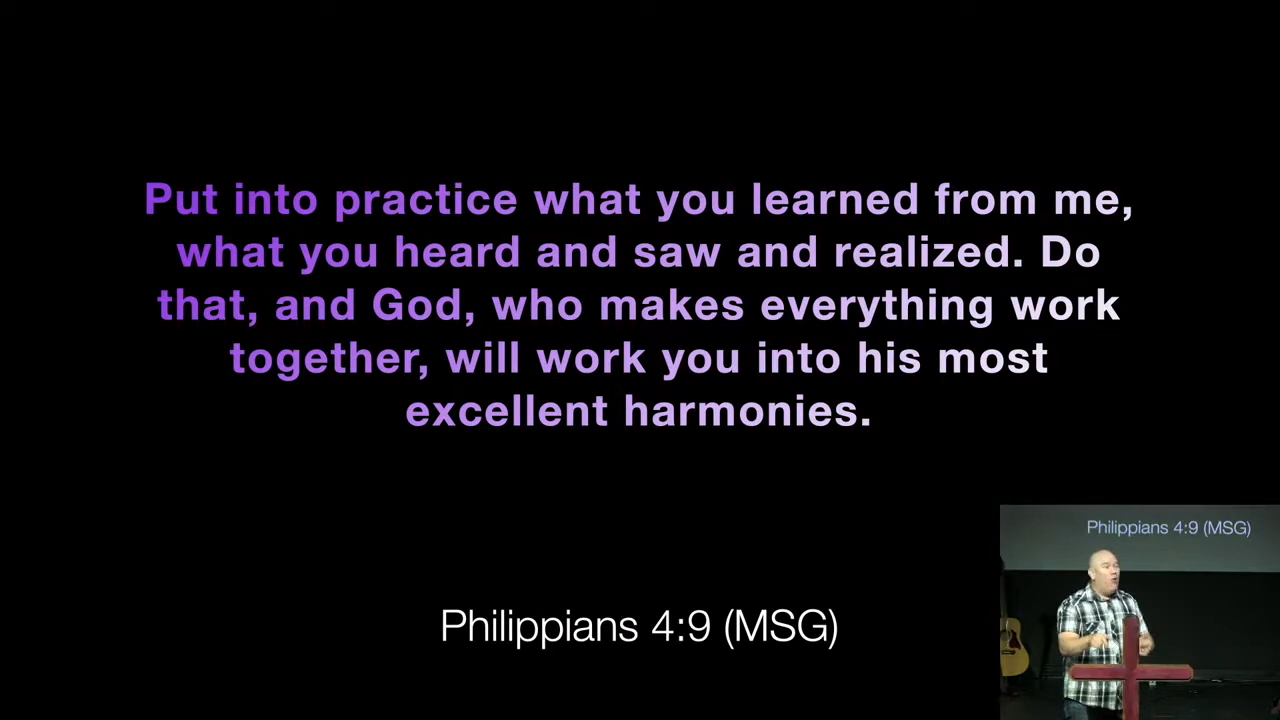 Put into practice what you learned from me,
what you heard and saw and realized. Do
that, and God, who makes everything work
together, will work you into his most
excellent harmonies.
Philippians 4:9 (MSG)
Philippians 4:9 (MSG)